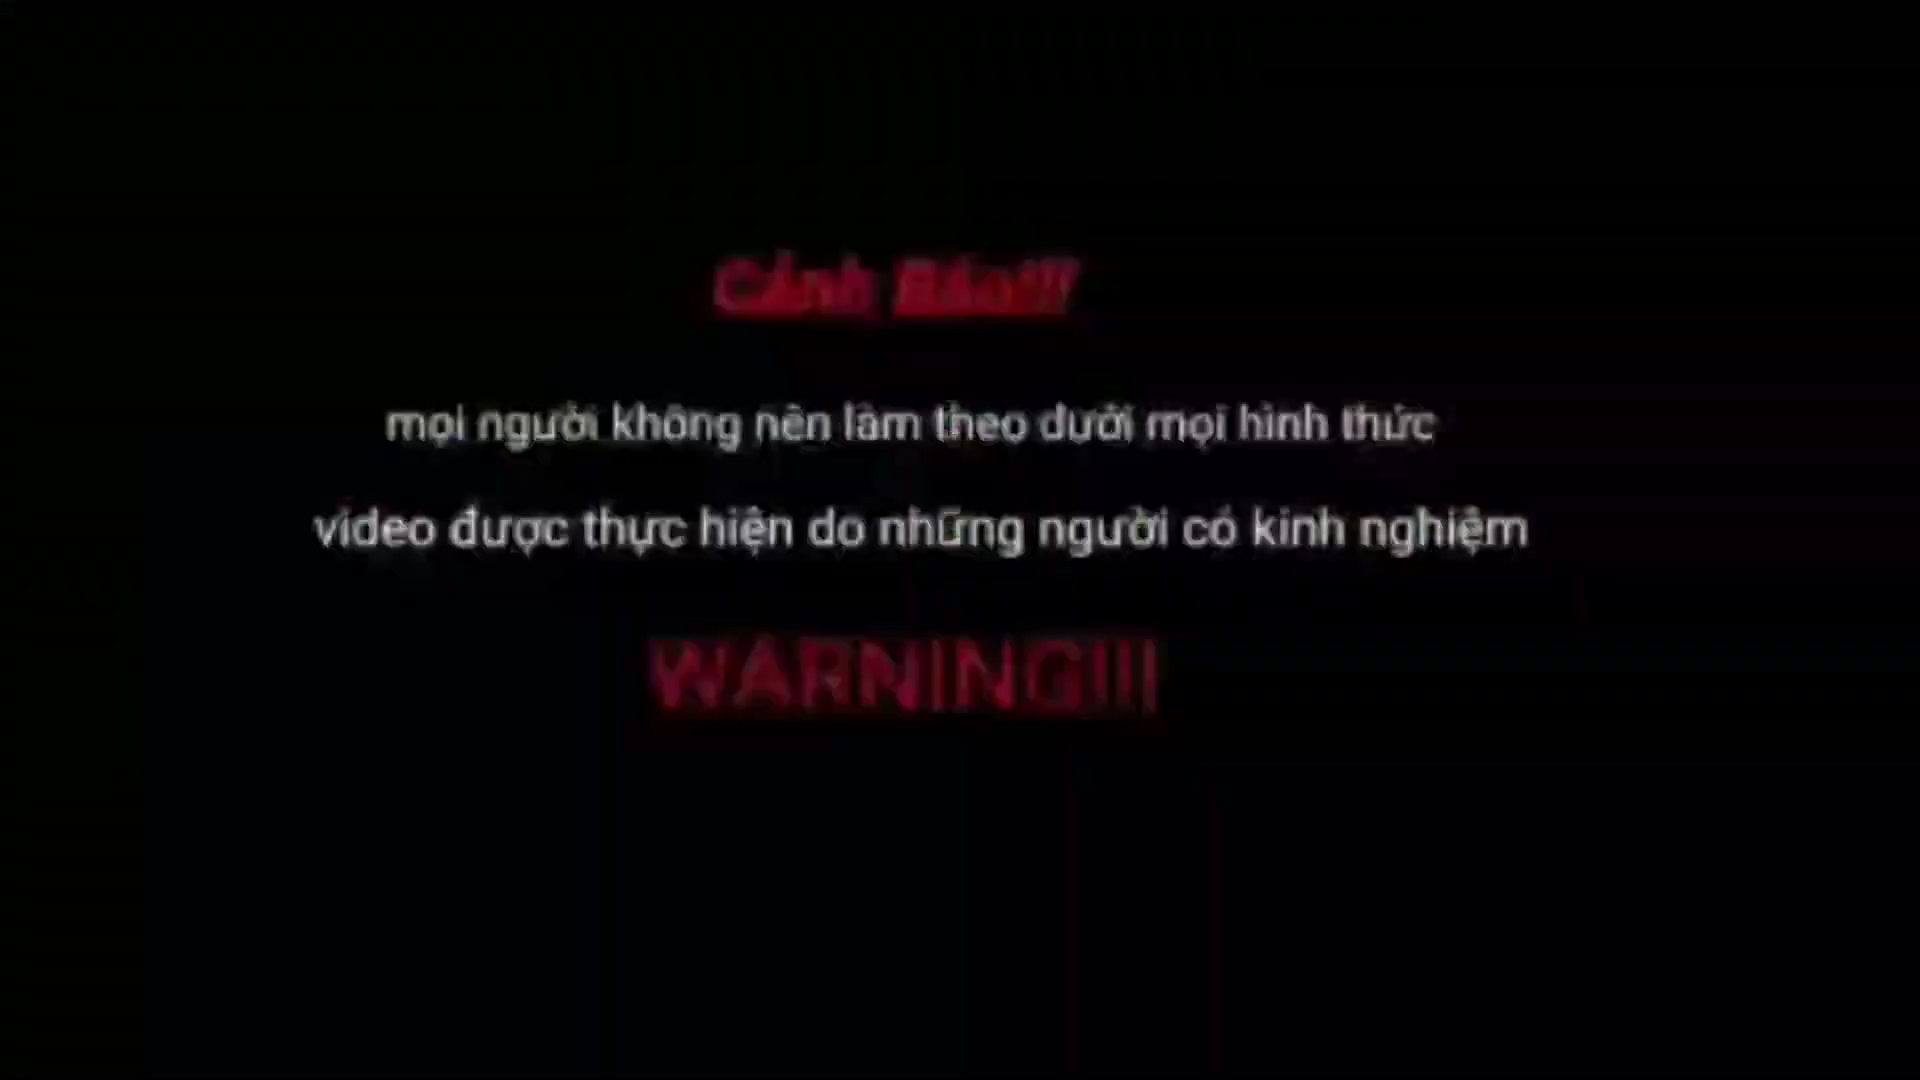 Cảnh Báo!!!
mọi người không nên làm theo dưới mọi hình thức
video được thực hiện do những người có kinh nghiệm
WARNING!!!